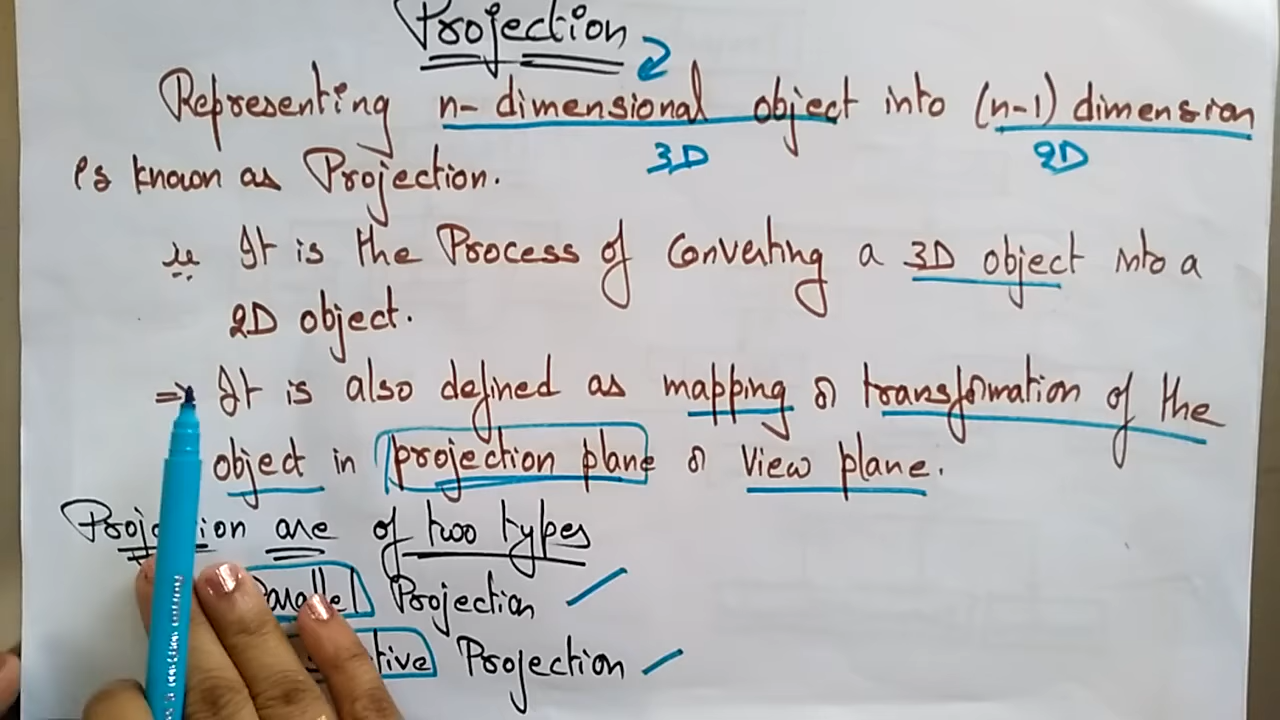 Projection
Representing n-dimensional object into (n-1) dimension
3D 2D
is known as Projection.
ie It is the Process of Converting a 3D object into a
2D object.
⇒ It is also defined as mapping or transformation of the
object in projection plane or view plane.
Projection are of two types
Parallel Projection
Projection